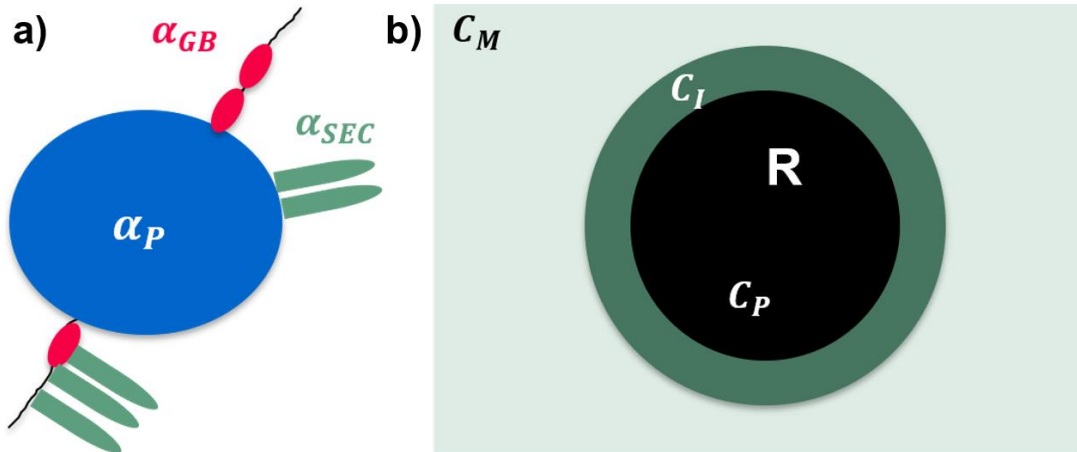 a)
α_GB
α_SEC
α_P
b)
C_M
C_I
R
C_P